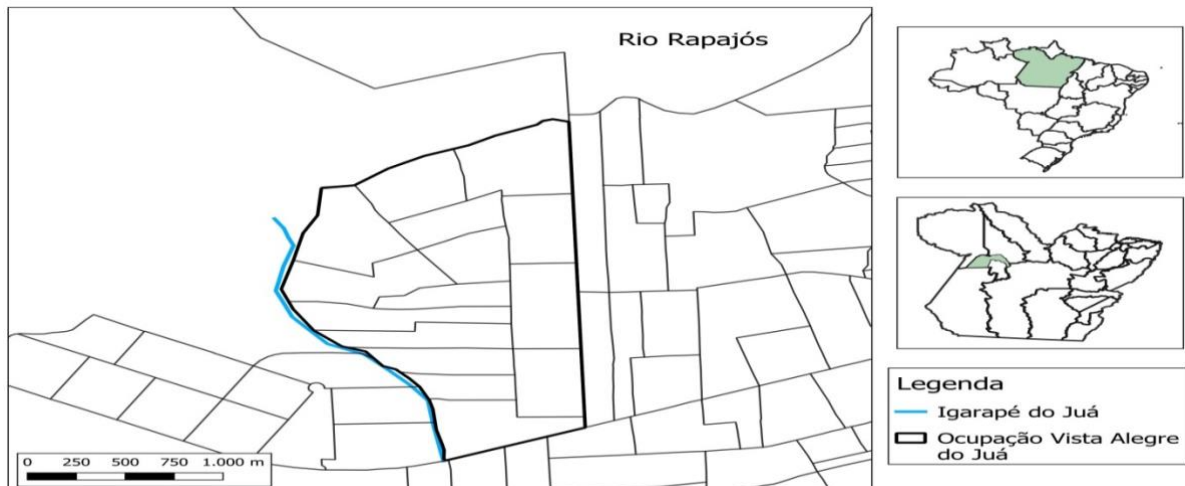 Rio Rapajós
0 250 500 750 1.000 m
Legenda
Igarapé do Juá
Ocupação Vista Alegre
do Juá